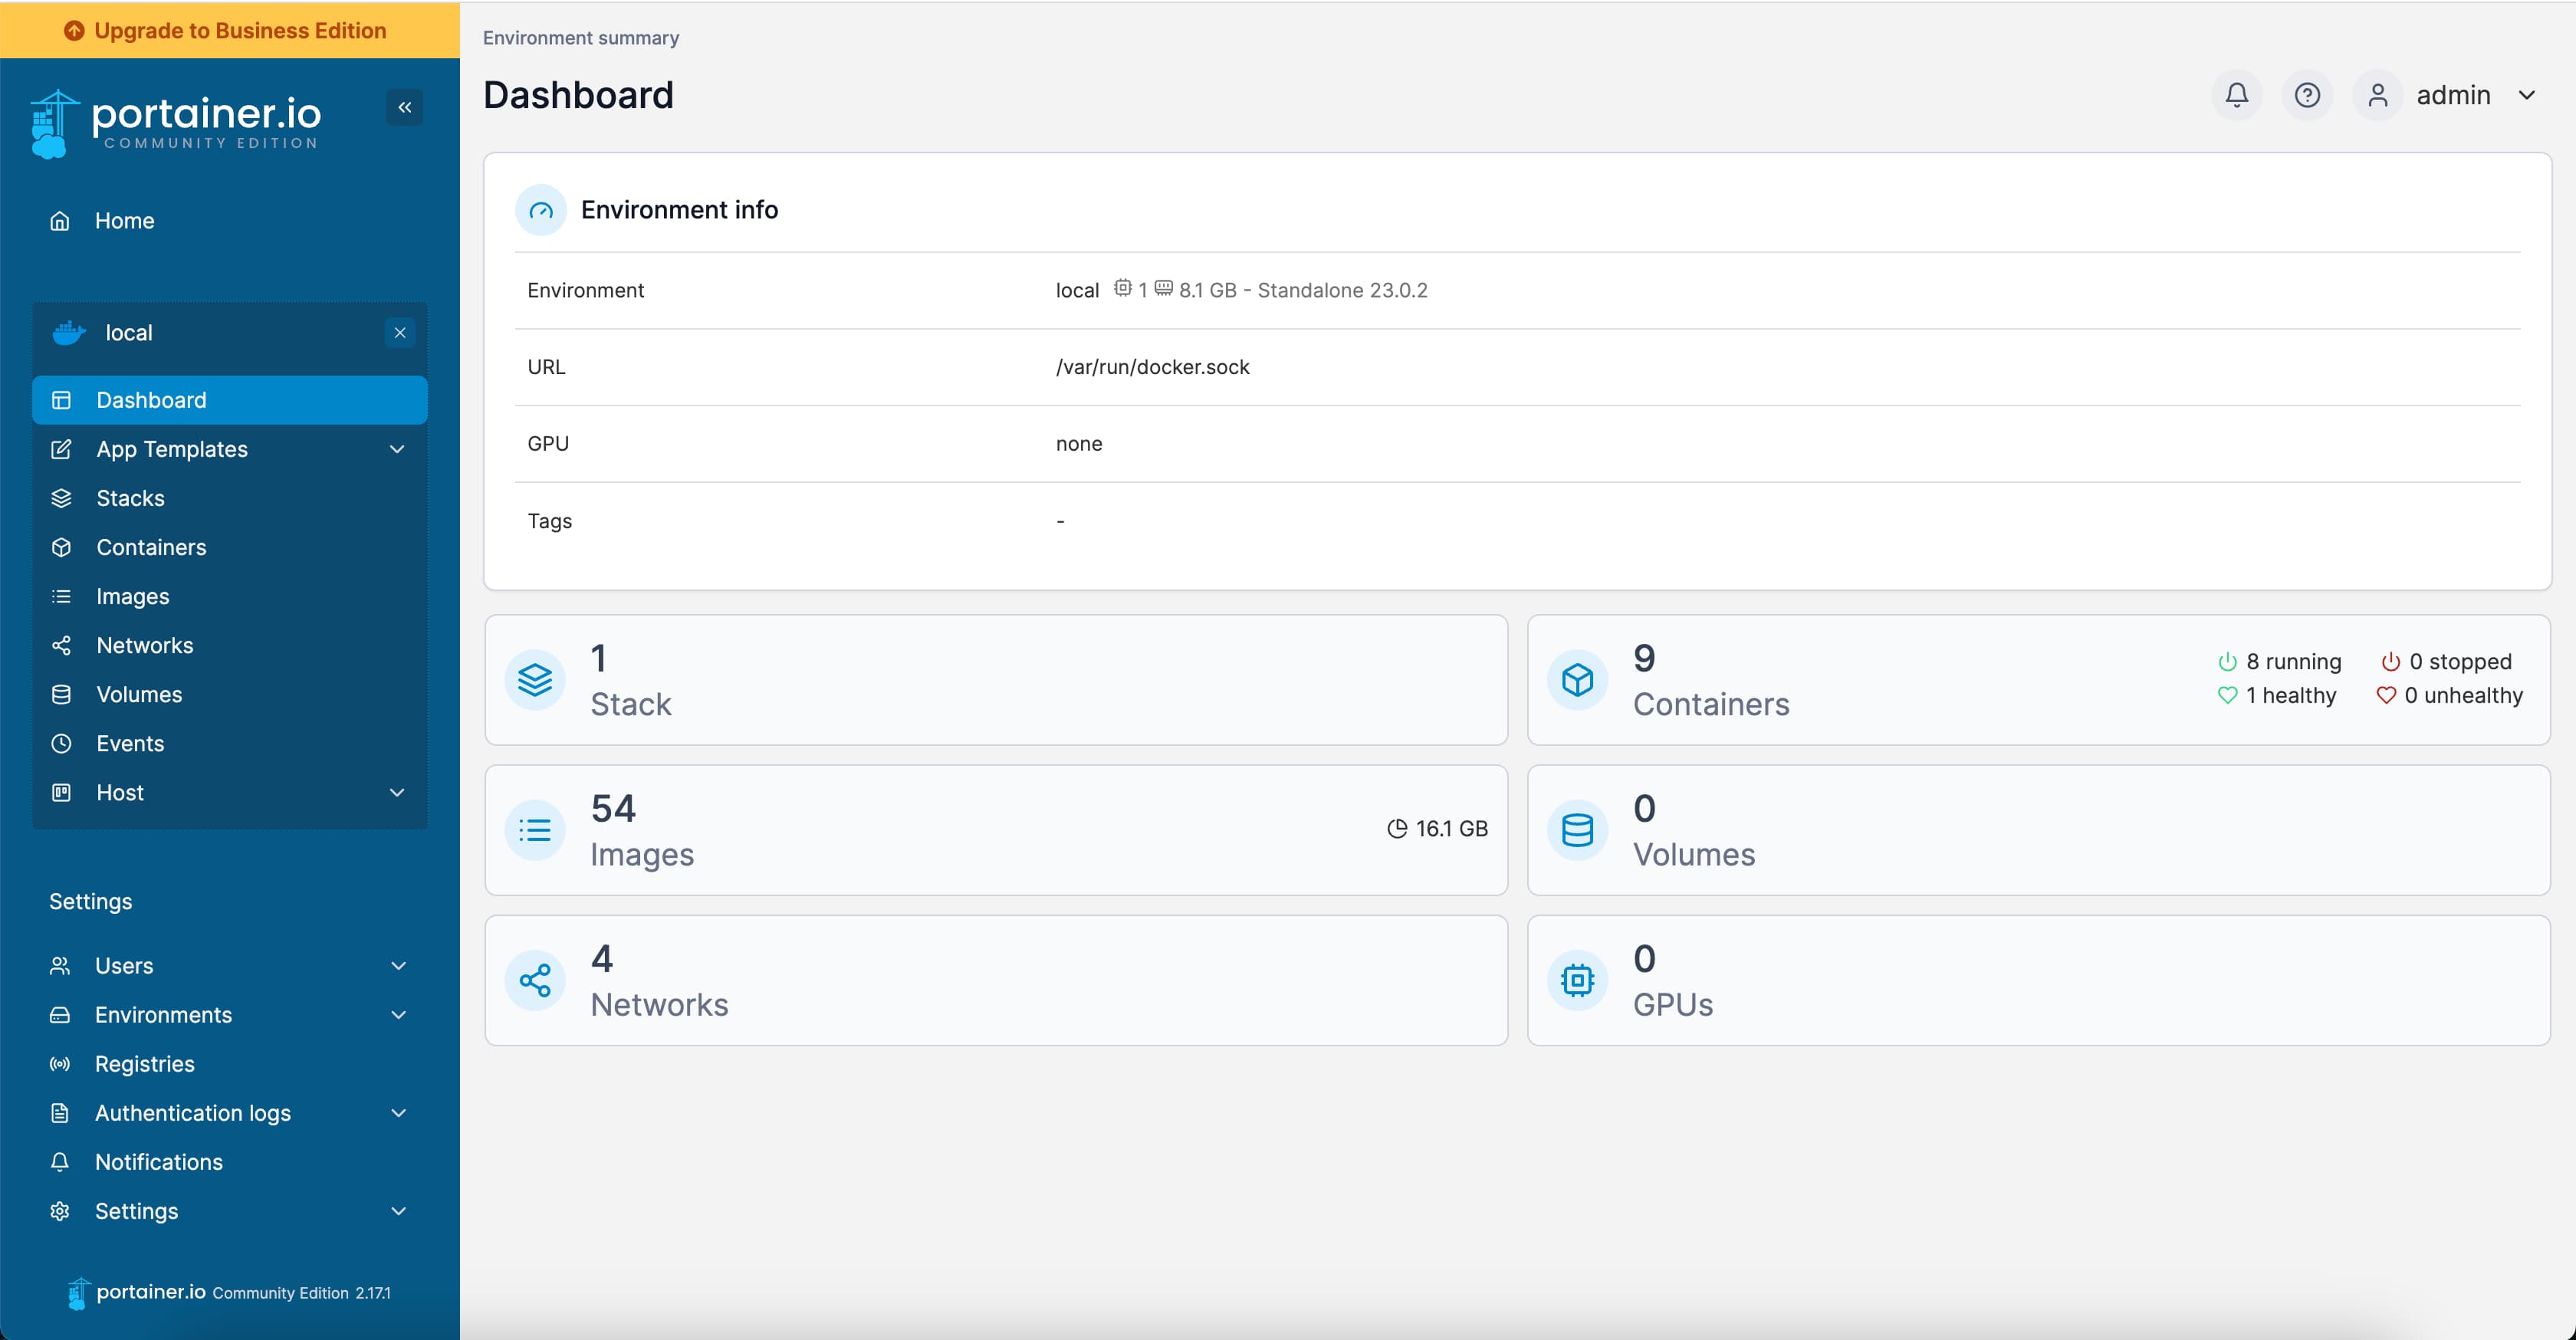 Upgrade to Business Edition
portainer.io
COMMUNITY EDITION
Home
local
Dashboard
App Templates
Stacks
Containers
Images
Networks
Volumes
Events
Host
Settings
Users
Environments
Registries
Authentication logs
Notifications
Settings
portainer.io Community Edition 2.17.1
Environment summary
Dashboard
admin
Environment info
Environment local 1 8.1 GB - Standalone 23.0.2
URL /var/run/docker.sock
GPU none
Tags -
1
Stack
9
Containers
8 running 0 stopped
1 healthy 0 unhealthy
54
Images
16.1 GB
0
Volumes
4
Networks
0
GPUs